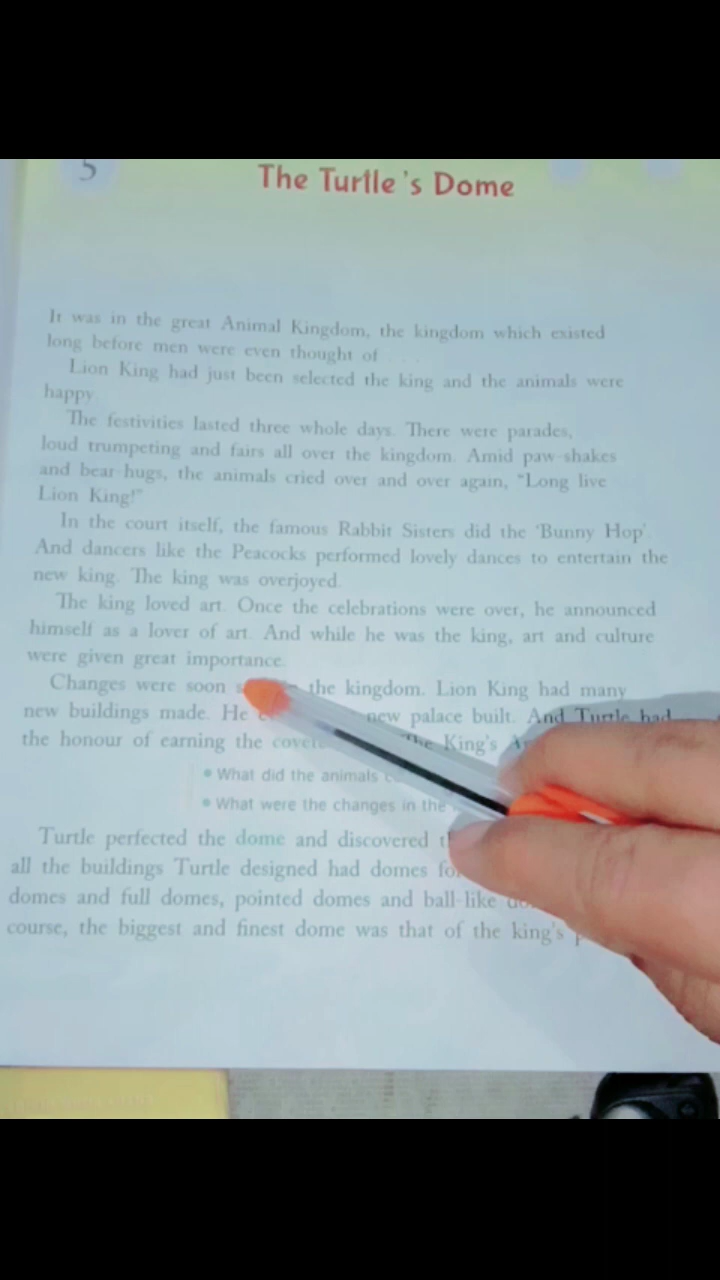 5
The Turtle's Dome
It was in the great Animal Kingdom, the kingdom which existed
long before men were even thought of
Lion King had just been selected the king and the animals were
happy.
The festivities lasted three whole days. There were parades,
loud trumpeting and fairs all over the kingdom. Amid paw-shakes
and bear-hugs, the animals cried over and over again, "Long live
Lion King!"
In the court itself, the famous Rabbit Sisters did the 'Bunny Hop'.
And dancers like the Peacocks performed lovely dances to entertain the
new king. The king was overjoyed.
The king loved art. Once the celebrations were over, he announced
himself as a lover of art. And while he was the king, art and culture
were given great importance.
Changes were soon the kingdom. Lion King had many
new buildings made. He new palace built. And Turtle had
the honour of earning the King's
• What did the animals
• What were the changes in the
Turtle perfected the dome and discovered
all the buildings Turtle designed had domes
domes and full domes, pointed domes and ball-like
course, the biggest and finest dome was that of the king's